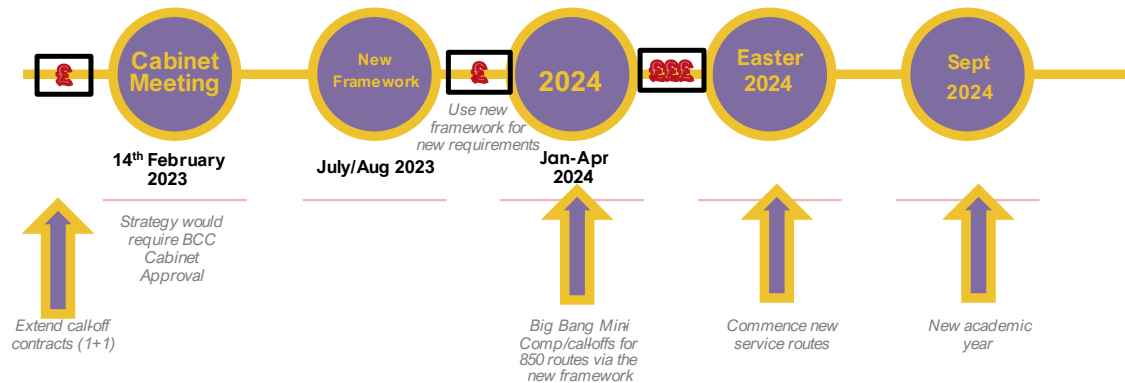 £
Cabinet
Meeting
New
Framework
£
2024
£££
Easter
2024
Sept
2024
Use new
framework for
new requirements
14th February
2023
July/Aug 2023
Jan-Apr
2024
Strategy would
require BCC
Cabinet
Approval
Extend call-off
contracts (1+1)
Big Bang Mini
Comp/call-offs for
850 routes via the
new framework
Commence new
service routes
New academic
year